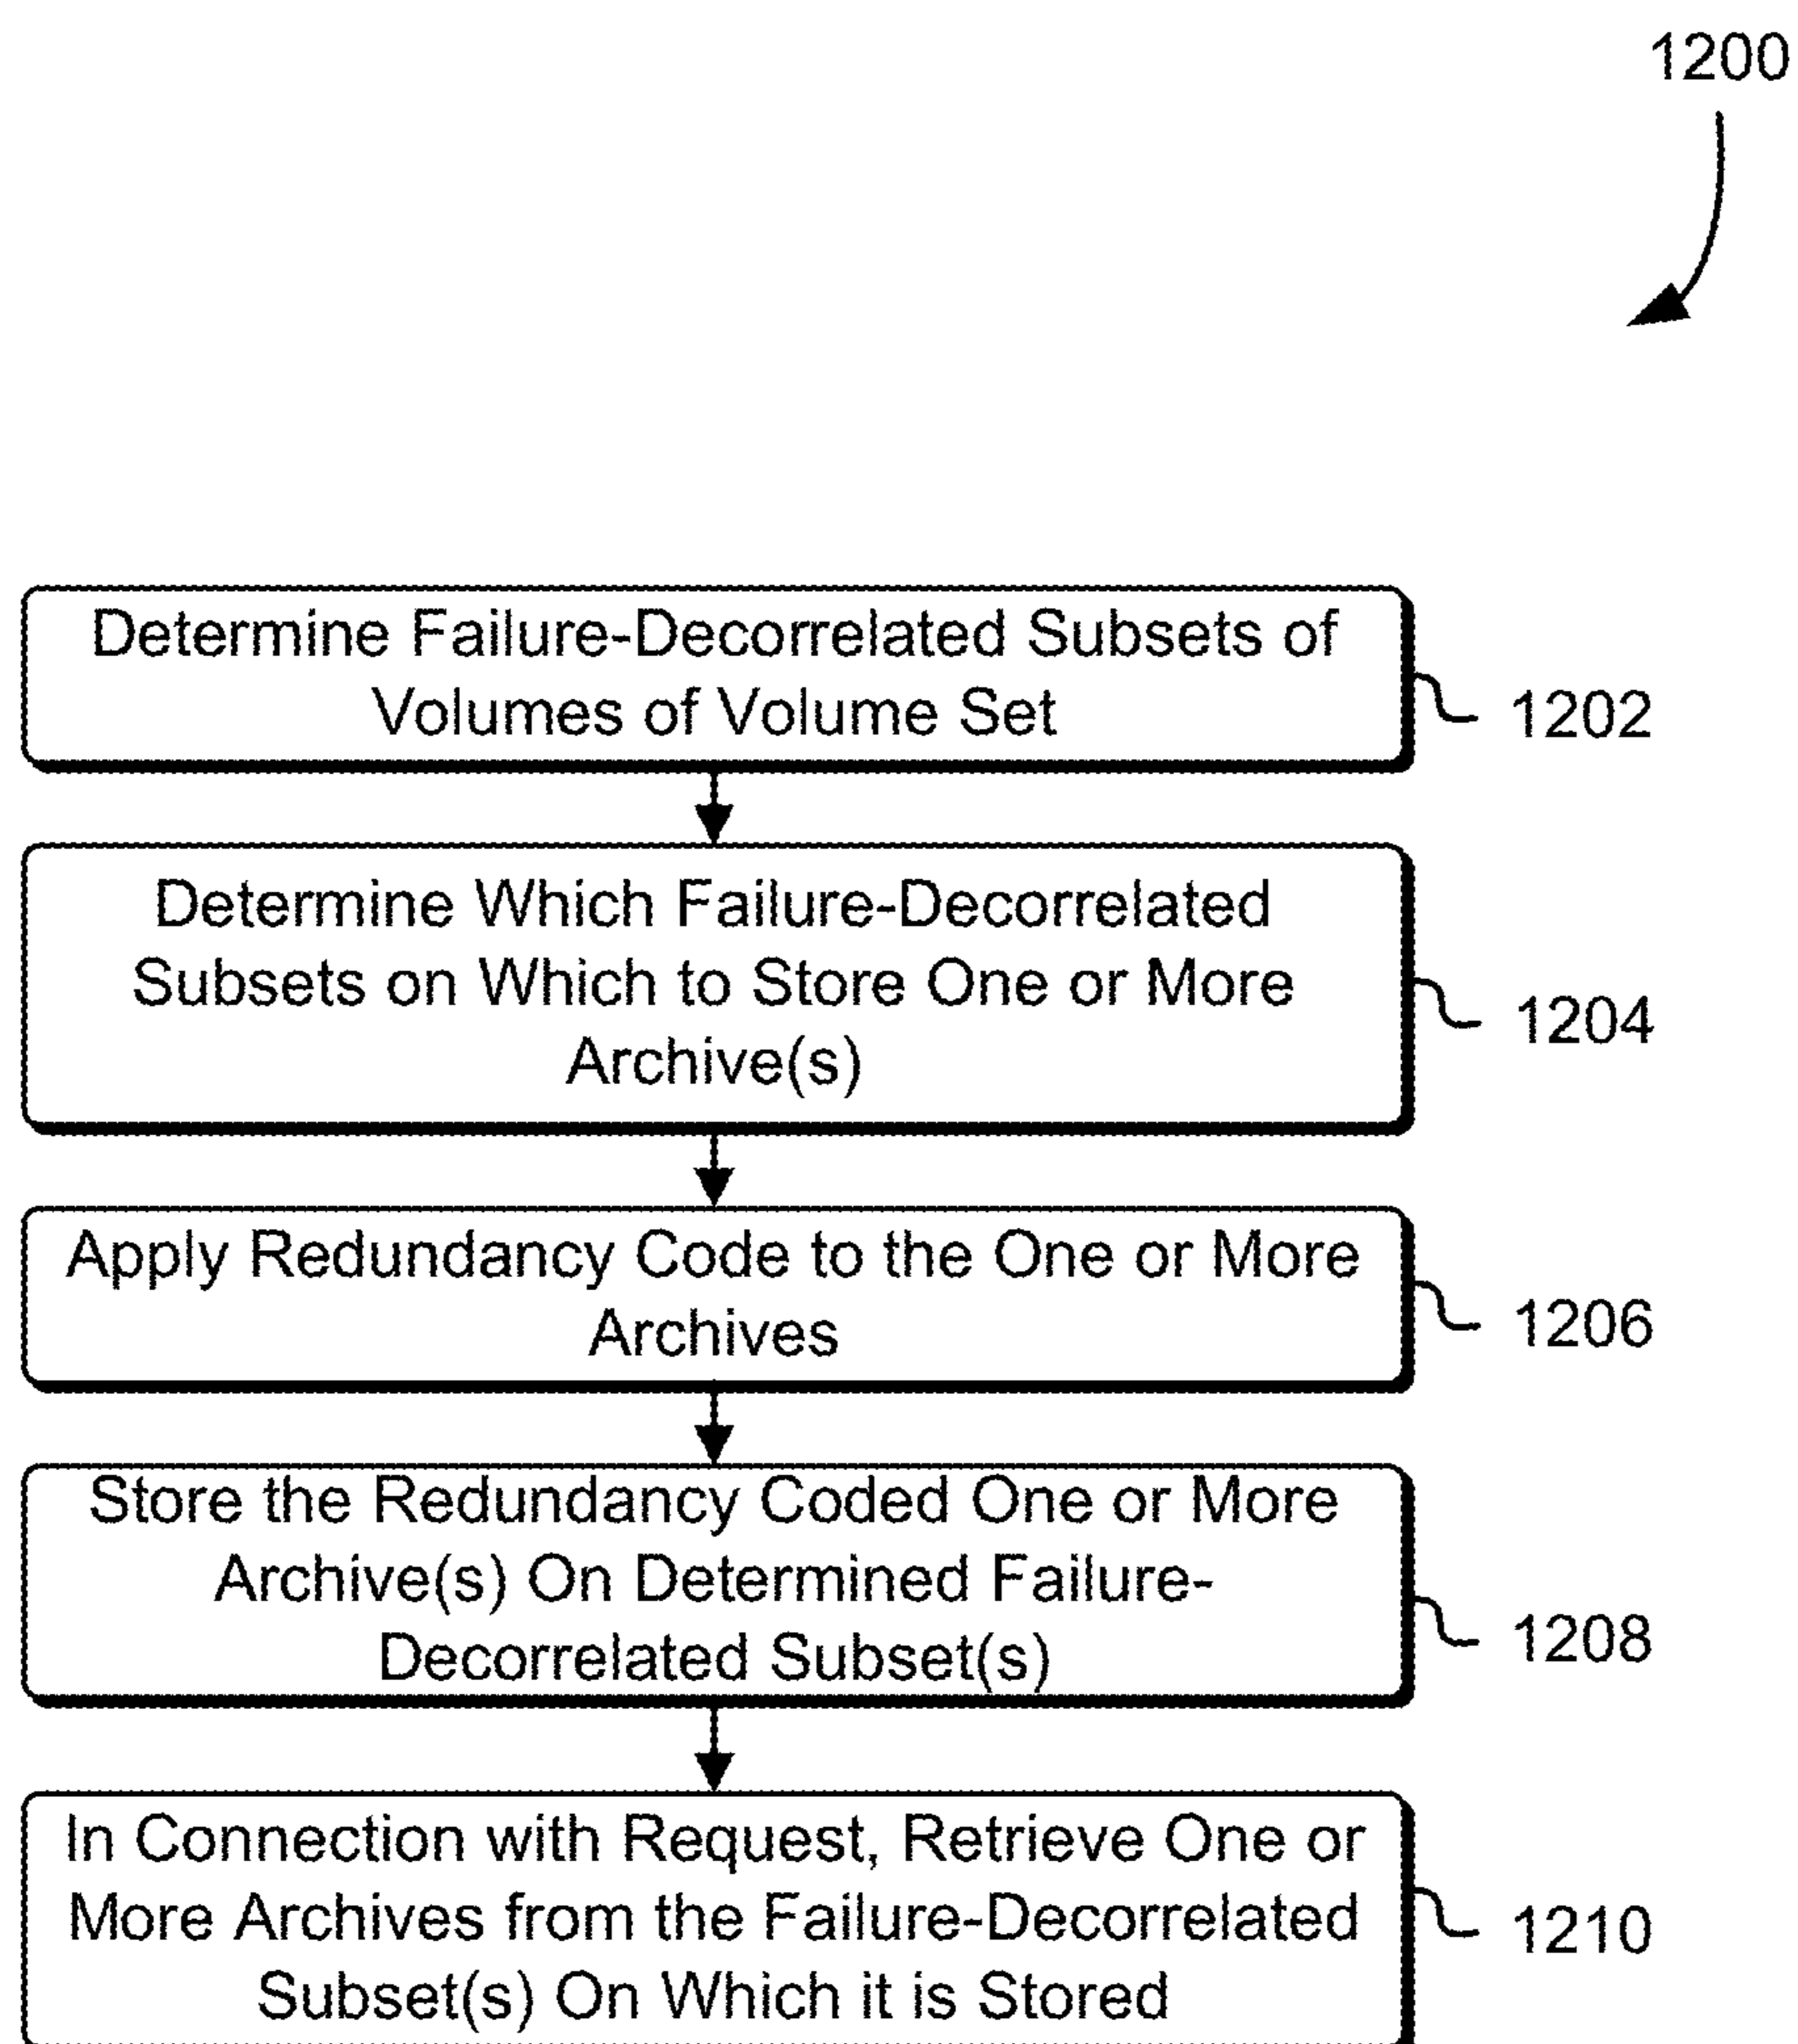 1200
Determine Failure-Decorrelated Subsets of
Volumes of Volume Set
1202
Determine Which Failure-Decorrelated
Subsets on Which to Store One or More
Archive(s)
1204
Apply Redundancy Code to the One or More
Archives
1206
Store the Redundancy Coded One or More
Archive(s) On Determined Failure-
Decorrelated Subset(s)
1208
In Connection with Request, Retrieve One or
More Archives from the Failure-Decorrelated
Subset(s) On Which it is Stored
1210